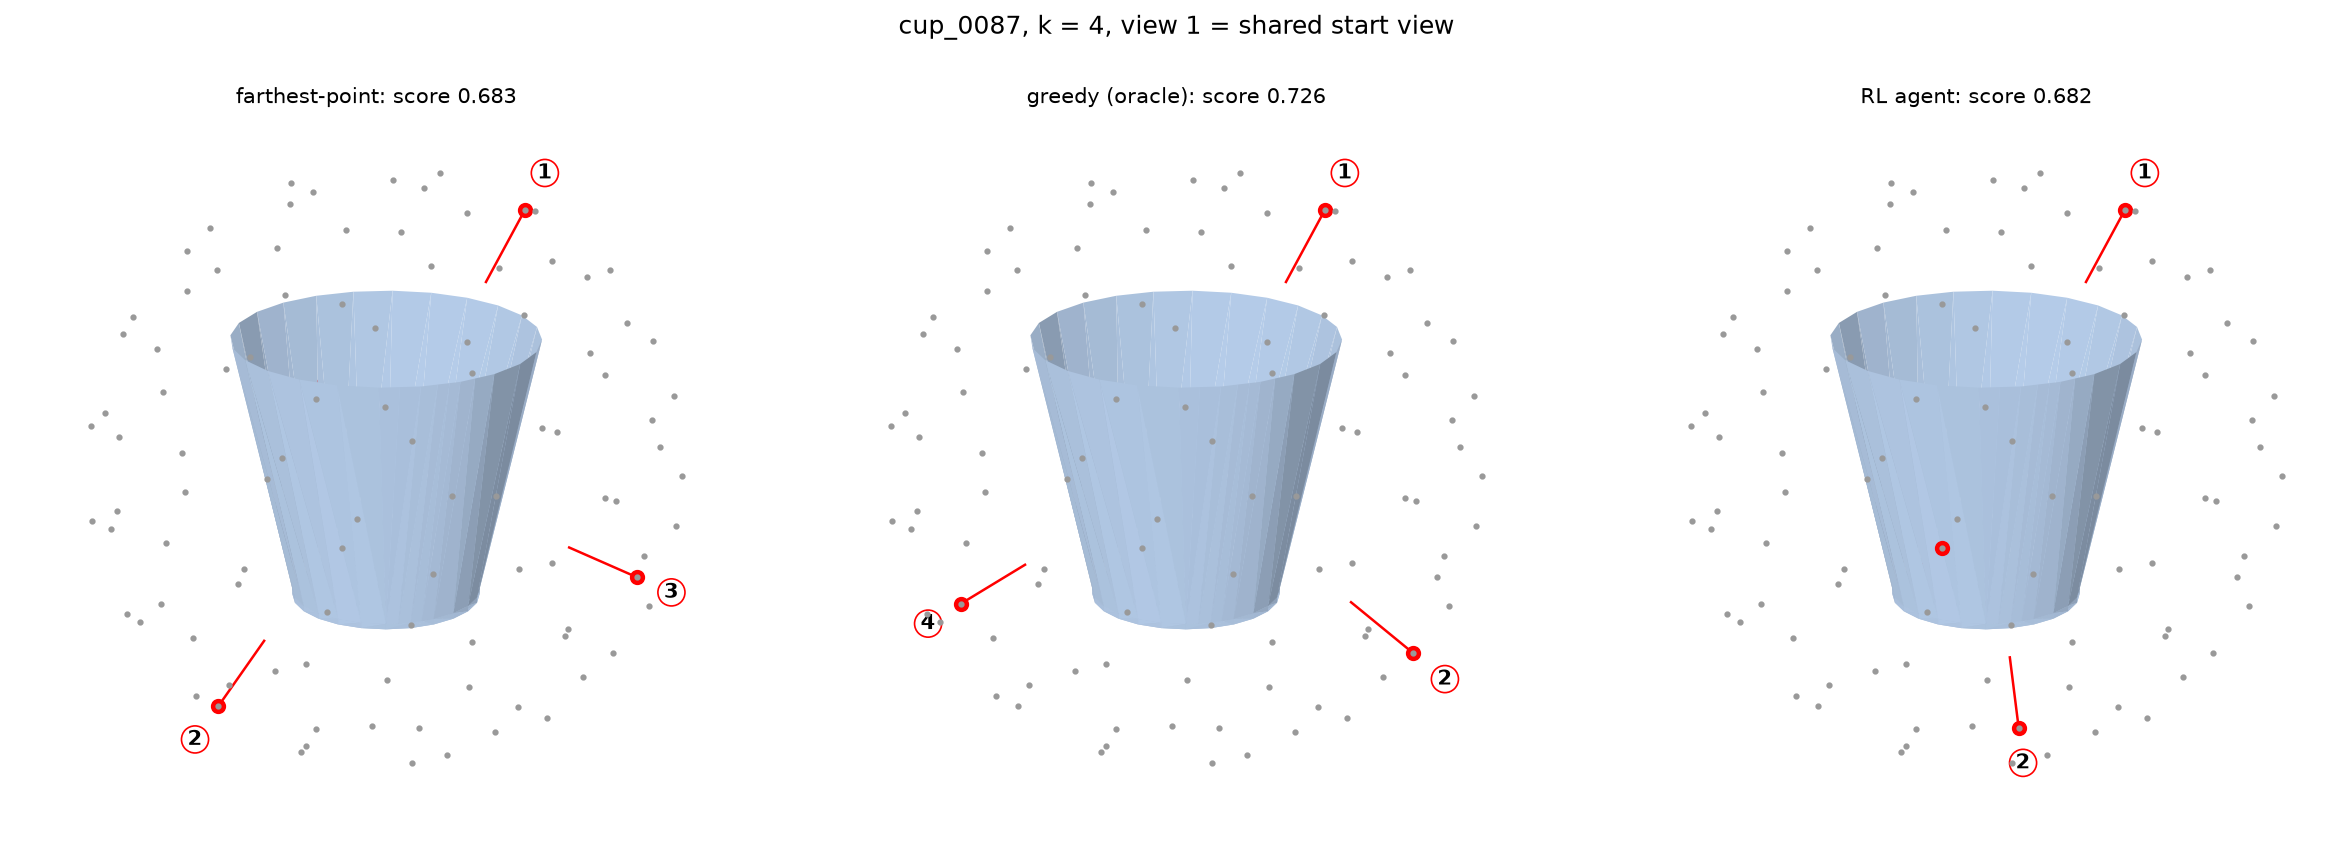 cup_0087, k = 4, view 1 = shared start view
farthest-point: score 0.683
1
3
2
greedy (oracle): score 0.726
1
4
2
RL agent: score 0.682
1
2